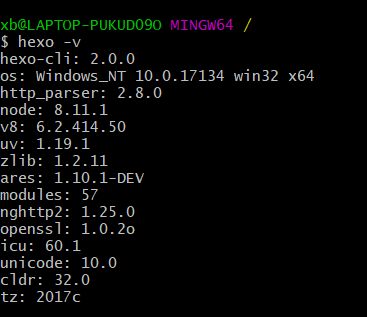 xb@LAPTOP-PUKUDO9O MINGW64 /
$ hexo -v
hexo-cli: 2.0.0
os: Windows_NT 10.0.17134 win32 x64
http_parser: 2.8.0
node: 8.11.1
v8: 6.2.414.50
uv: 1.19.1
zlib: 1.2.11
ares: 1.10.1-DEV
modules: 57
nghttp2: 1.25.0
openssl: 1.0.2o
icu: 60.1
unicode: 10.0
cldr: 32.0
tz: 2017c